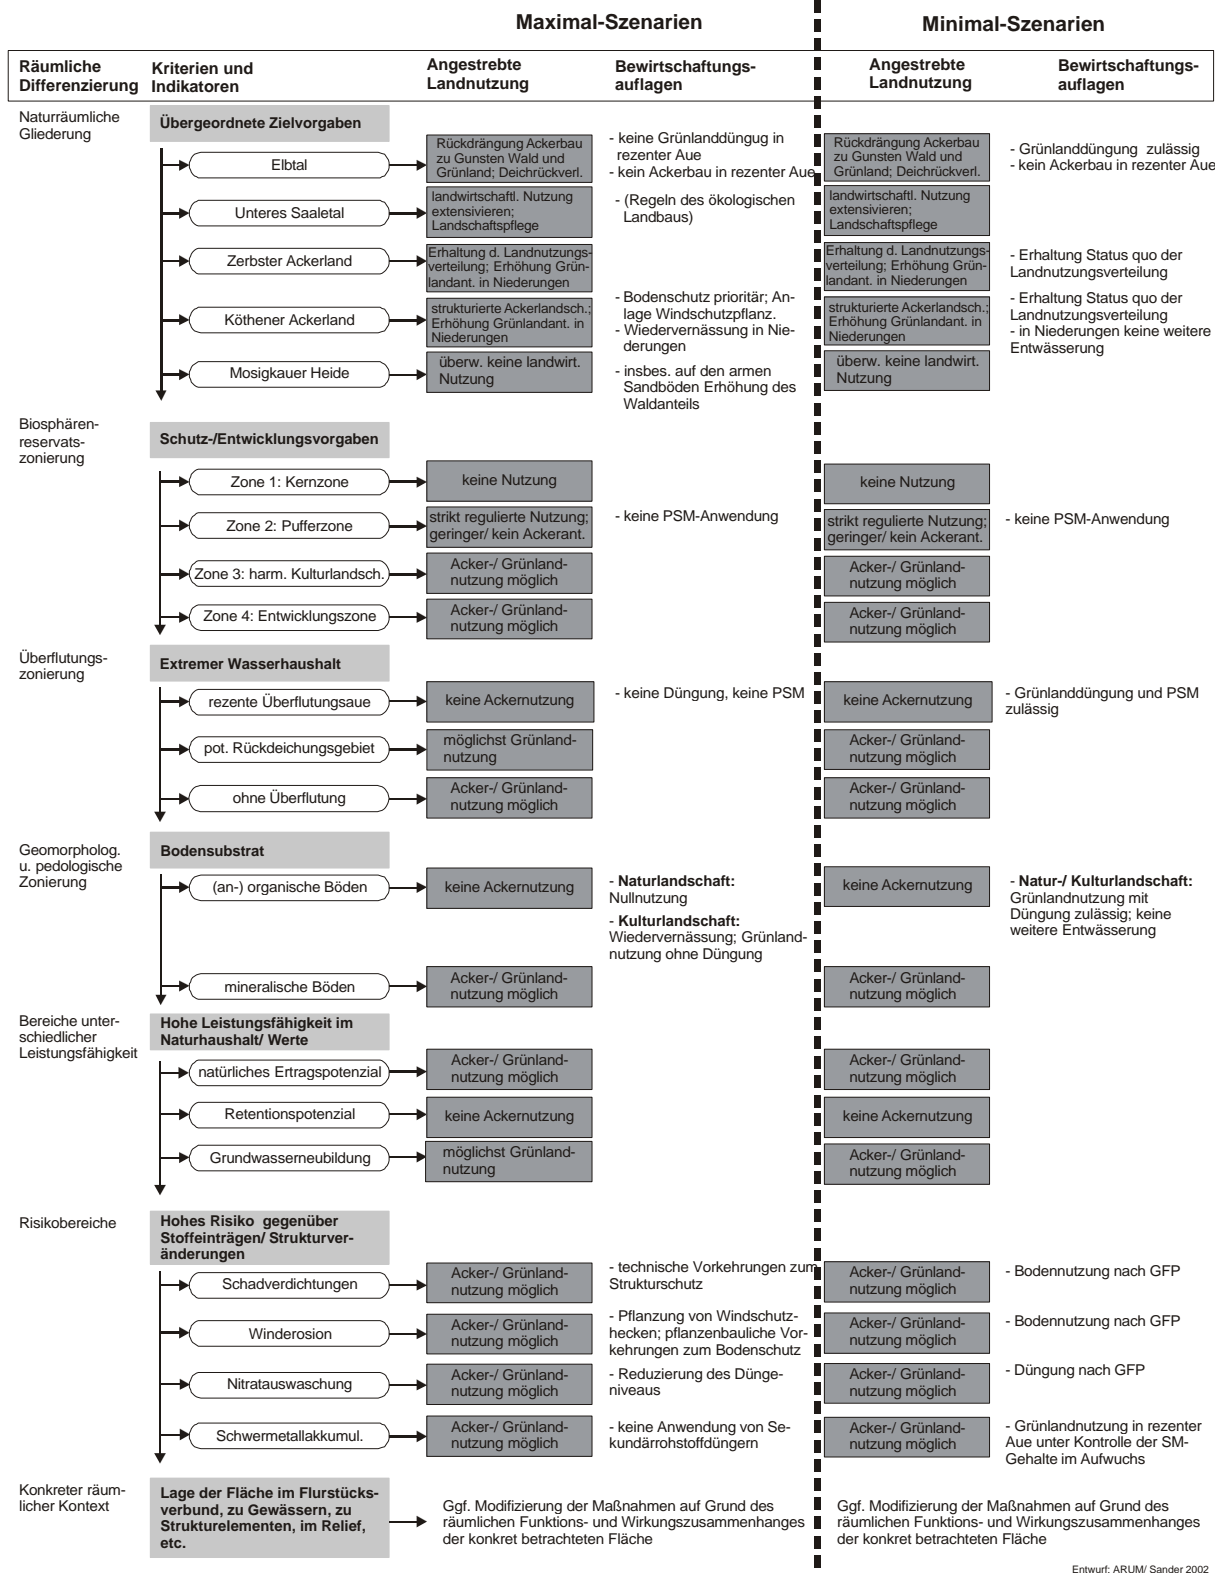 Maximal-Szenarien
Minimal-Szenarien
Räumliche
Differenzierung
Kriterien und
Indikatoren
Angestrebte
Landnutzung
Bewirtschaftungs-
auflagen
Angestrebte
Landnutzung
Bewirtschaftungs-
auflagen
Naturräumliche
Gliederung
Übergeordnete Zielvorgaben
Elbtal
Rückdrängung Ackerbau
zu Gunsten Wald und
Grünland; Deichrückverl.
- keine Grünlanddüngug in
rezenter Aue
- kein Ackerbau in rezenter Aue
Rückdrängung Ackerbau
zu Gunsten Wald und
Grünland; Deichrückverl.
- Grünlanddüngung zulässig
- kein Ackerbau in rezenter Aue
Unteres Saaletal
landwirtschaftl. Nutzung
extensivieren;
Landschaftspflege
- (Regeln des ökologischen
Landbaus)
landwirtschaftl. Nutzung
extensivieren;
Landschaftspflege
Zerbster Ackerland
Erhaltung d. Landnutzungs-
verteilung; Erhöhung Grün-
landant. in Niederungen
Erhaltung d. Landnutzungs-
verteilung; Erhöhung Grün-
landant. in Niederungen
- Erhaltung Status quo der
Landnutzungsverteilung
Köthener Ackerland
strukturierte Ackerlandsch.;
Erhöhung Grünlandant. in
Niederungen
- Bodenschutz prioritär; An-
lage Windschutzpflanz.
- Wiedervernässung in Nie-
derungen
strukturierte Ackerlandsch.;
Erhöhung Grünlandant. in
Niederungen
- Erhaltung Status quo der
Landnutzungsverteilung
- in Niederungen keine weitere
Entwässerung
Mosigkauer Heide
überw. keine landwirt.
Nutzung
- insbes. auf den armen
Sandböden Erhöhung des
Waldanteils
überw. keine landwirt.
Nutzung
Biosphären-
reservats-
zonierung
Schutz-/Entwicklungsvorgaben
Zone 1: Kernzone
keine Nutzung
keine Nutzung
Zone 2: Pufferzone
strikt regulierte Nutzung;
geringer/ kein Ackerant.
- keine PSM-Anwendung
strikt regulierte Nutzung;
geringer/ kein Ackerant.
- keine PSM-Anwendung
Zone 3: harm. Kulturlandsch.
Acker-/ Grünland-
nutzung möglich
Acker-/ Grünland-
nutzung möglich
Zone 4: Entwicklungszone
Acker-/ Grünland-
nutzung möglich
Acker-/ Grünland-
nutzung möglich
Überflutungs-
zonierung
Extremer Wasserhaushalt
rezente Überflutungsaue
keine Ackernutzung
- keine Düngung, keine PSM
keine Ackernutzung
- Grünlanddüngung und PSM
zulässig
pot. Rückdeichungsgebiet
möglichst Grünland-
nutzung
Acker-/ Grünland-
nutzung möglich
ohne Überflutung
Acker-/ Grünland-
nutzung möglich
Acker-/ Grünland-
nutzung möglich
Geomorpholog.
u. pedologische
Zonierung
Bodensubstrat
(an-) organische Böden
keine Ackernutzung
- Naturlandschaft:
Nullnutzung
- Kulturlandschaft:
Wiedervernässung; Grünland-
nutzung ohne Düngung
keine Ackernutzung
- Natur-/ Kulturlandschaft:
Grünlandnutzung mit
Düngung zulässig; keine
weitere Entwässerung
mineralische Böden
Acker-/ Grünland-
nutzung möglich
Acker-/ Grünland-
nutzung möglich
Bereiche unter-
schiedlicher
Leistungsfähigkeit
Hohe Leistungsfähigkeit im
Naturhaushalt/ Werte
natürliches Ertragspotenzial
Acker-/ Grünland-
nutzung möglich
Acker-/ Grünland-
nutzung möglich
Retentionspotenzial
keine Ackernutzung
keine Ackernutzung
Grundwasserneubildung
möglichst Grünland-
nutzung
Acker-/ Grünland-
nutzung möglich
Risikobereiche
Hohes Risiko gegenüber
Stoffeinträgen/ Strukturver-
änderungen
Schadverdichtungen
Acker-/ Grünland-
nutzung möglich
- technische Vorkehrungen zum
Strukturschutz
Acker-/ Grünland-
nutzung möglich
- Bodennutzung nach GFP
Winderosion
Acker-/ Grünland-
nutzung möglich
- Pflanzung von Windschutz-
hecken; pflanzenbauliche Vor-
kehrungen zum Bodenschutz
Acker-/ Grünland-
nutzung möglich
- Bodennutzung nach GFP
Nitratauswaschung
Acker-/ Grünland-
nutzung möglich
- Reduzierung des Dünge-
niveaus
Acker-/ Grünland-
nutzung möglich
- Düngung nach GFP
Schwermetallakkumul.
Acker-/ Grünland-
nutzung möglich
- keine Anwendung von Se-
kundärrohstoffdüngern
Acker-/ Grünland-
nutzung möglich
- Grünlandnutzung in rezenter
Aue unter Kontrolle der SM-
Gehalte im Aufwuchs
Konkreter räum-
licher Kontext
Lage der Fläche im Flurstücks-
verbund, zu Gewässern, zu
Strukturelementen, im Relief,
etc.
Ggf. Modifizierung der Maßnahmen auf Grund des
räumlichen Funktions- und Wirkungszusammenhanges
der konkret betrachteten Fläche
Ggf. Modifizierung der Maßnahmen auf Grund des
räumlichen Funktions- und Wirkungszusammenhanges
der konkret betrachteten Fläche
Entwurf: ARUM/ Sander 2002